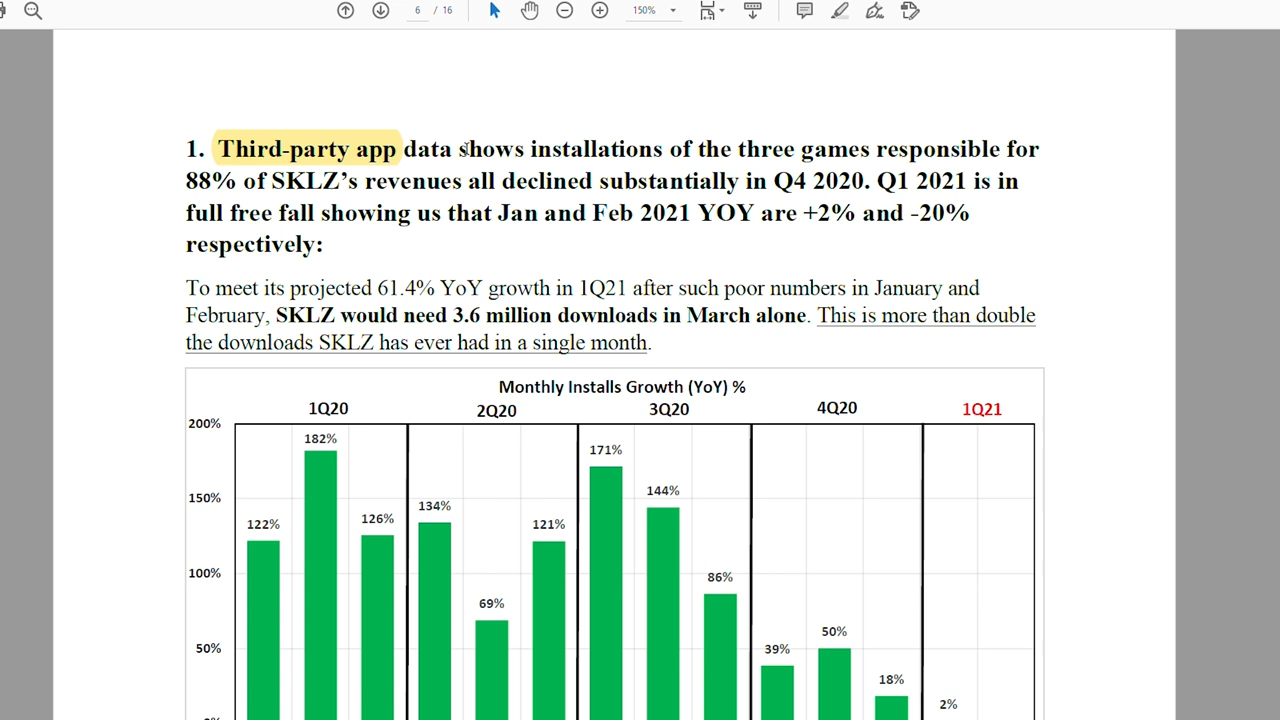 6 / 16
150%
1. Third-party app data shows installations of the three games responsible for
88% of SKLZ’s revenues all declined substantially in Q4 2020. Q1 2021 is in
full free fall showing us that Jan and Feb 2021 YOY are +2% and -20%
respectively:
To meet its projected 61.4% YoY growth in 1Q21 after such poor numbers in January and
February, SKLZ would need 3.6 million downloads in March alone. This is more than double
the downloads SKLZ has ever had in a single month.
Monthly Installs Growth (YoY) %
1Q20 2Q20 3Q20 4Q20 1Q21
200%
182%
171%
150%
144%
134%
122% 126% 121%
100%
86%
69%
50%
50%
39%
18%
2%